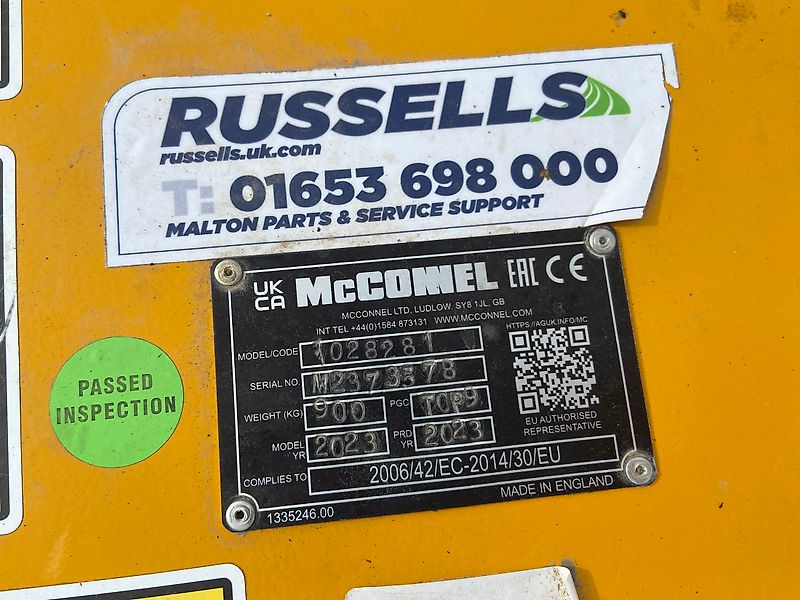 RUSSELLS
russells.uk.com
T: 01653 698 000
MALTON PARTS & SERVICE SUPPORT
UK
CA
McCONNEL
EAC CE
MCCONNEL LTD, LUDLOW, SY8 1JL, GB
INT TEL +44(0)1584 873131 WWW.MCCONNEL.COM
MODEL/CODE 1028281
SERIAL NO. M2373578
WEIGHT (KG) 900 PGC TOP9
MODEL YR 2023 PRD YR 2023
COMPLIES TO 2006/42/EC-2014/30/EU
HTTPS://AGUK.INFO/MC
EU AUTHORISED
REPRESENTATIVE
1335246.00 MADE IN ENGLAND
PASSED
INSPECTION